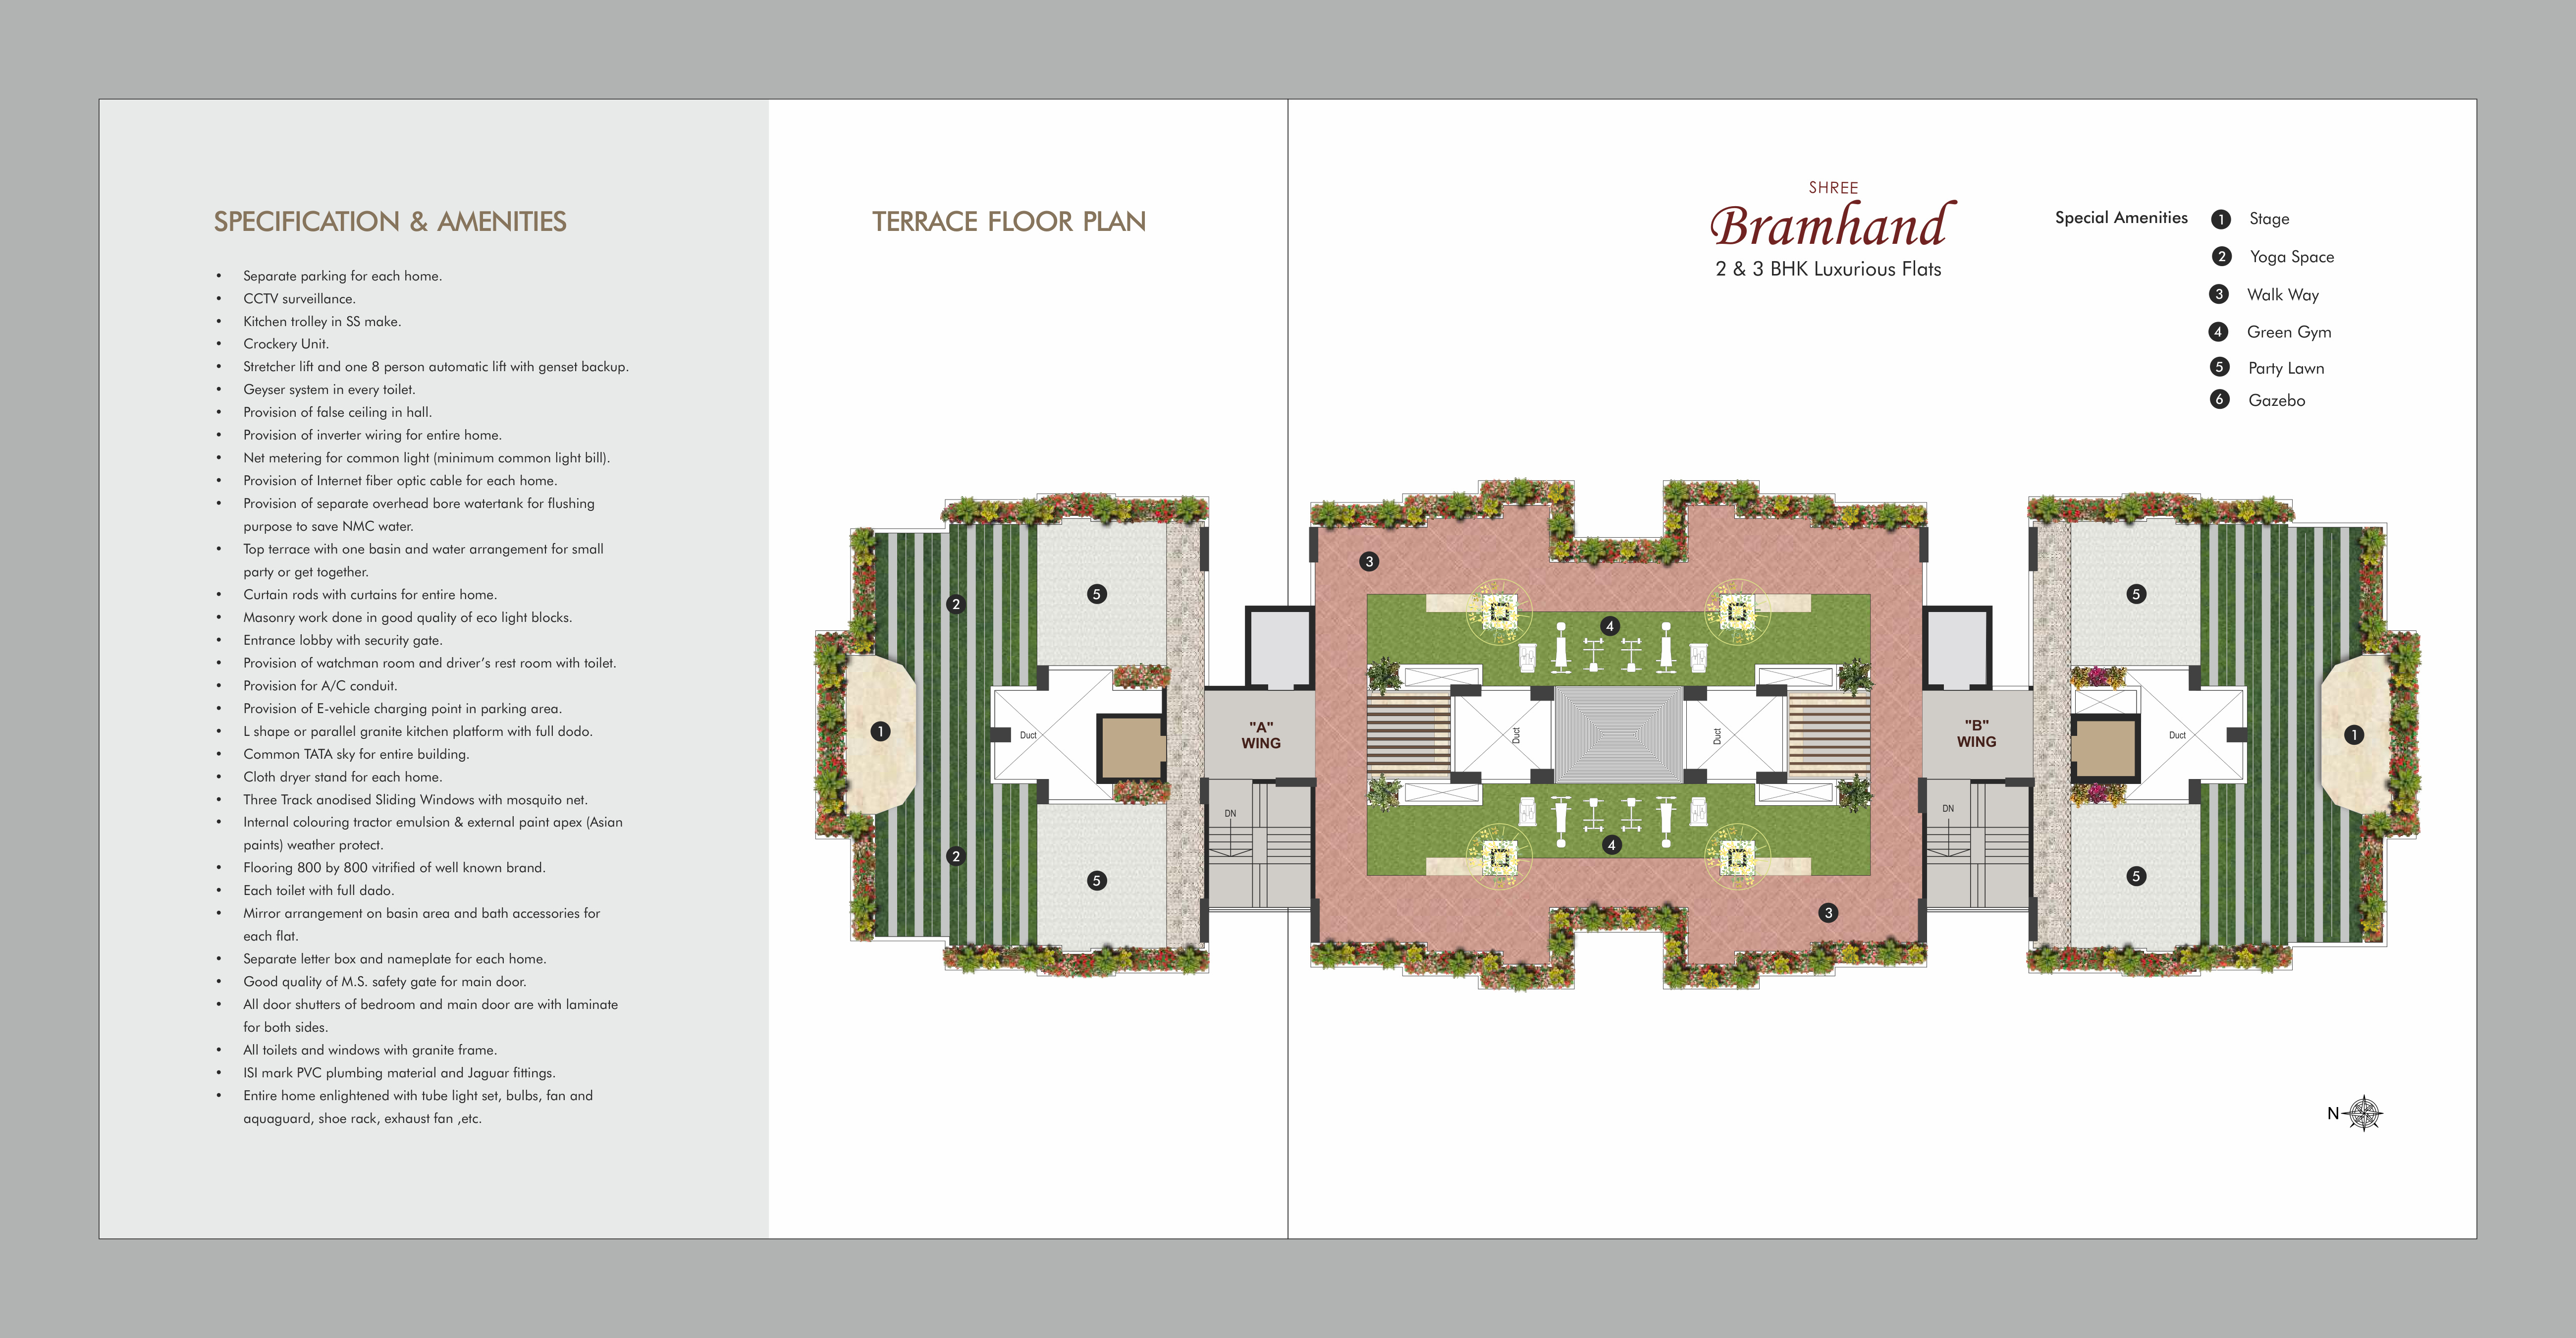 SPECIFICATION & AMENITIES
• Separate parking for each home.
• CCTV surveillance.
• Kitchen trolley in SS make.
• Crockery Unit.
• Stretcher lift and one 8 person automatic lift with genset backup.
• Geyser system in every toilet.
• Provision of false ceiling in hall.
• Provision of inverter wiring for entire home.
• Net metering for common light (minimum common light bill).
• Provision of Internet fiber optic cable for each home.
• Provision of separate overhead bore watertank for flushing
purpose to save NMC water.
• Top terrace with one basin and water arrangement for small
party or get together.
• Curtain rods with curtains for entire home.
• Masonry work done in good quality of eco light blocks.
• Entrance lobby with security gate.
• Provision of watchman room and driver’s rest room with toilet.
• Provision for A/C conduit.
• Provision of E-vehicle charging point in parking area.
• L shape or parallel granite kitchen platform with full dodo.
• Common TATA sky for entire building.
• Cloth dryer stand for each home.
• Three Track anodised Sliding Windows with mosquito net.
• Internal colouring tractor emulsion & external paint apex (Asian
paints) weather protect.
• Flooring 800 by 800 vitrified of well known brand.
• Each toilet with full dado.
• Mirror arrangement on basin area and bath accessories for
each flat.
• Separate letter box and nameplate for each home.
• Good quality of M.S. safety gate for main door.
• All door shutters of bedroom and main door are with laminate
for both sides.
• All toilets and windows with granite frame.
• ISI mark PVC plumbing material and Jaguar fittings.
• Entire home enlightened with tube light set, bulbs, fan and
aquaguard, shoe rack, exhaust fan ,etc.
TERRACE FLOOR PLAN
SHREE
Bramhand
2 & 3 BHK Luxurious Flats
Special Amenities
1 Stage
2 Yoga Space
3 Walk Way
4 Green Gym
5 Party Lawn
6 Gazebo
3
2
5
5
4
1
Duct
"A"
WING
Duct
Duct
"B"
WING
Duct
1
DN
DN
2
5
4
3
5
N